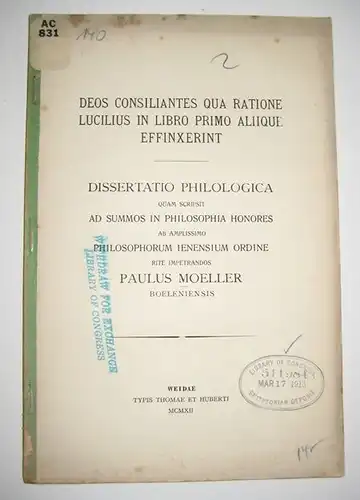 AC
831
140
2
DEOS CONSILIANTES QUA RATIONE
LUCILIUS IN LIBRO PRIMO ALIIQUE
EFFINXERINT
DISSERTATIO PHILOLOGICA
QUAM SCRIPSIT
AD SUMMOS IN PHILOSOPHIA HONORES
AB AMPLISSIMO
PHILOSOPHORUM IENENSIUM ORDINE
RITE IMPETRANDOS
PAULUS MOELLER
BOELENIENSIS
WITHDRAW FOR EXCHANGE
LIBRARY OF CONGRESS
WEIDAE
TYPIS THOMAE ET HUBERTI
MCMXII
LIBRARY OF CONGRESS
MAR 17 1913